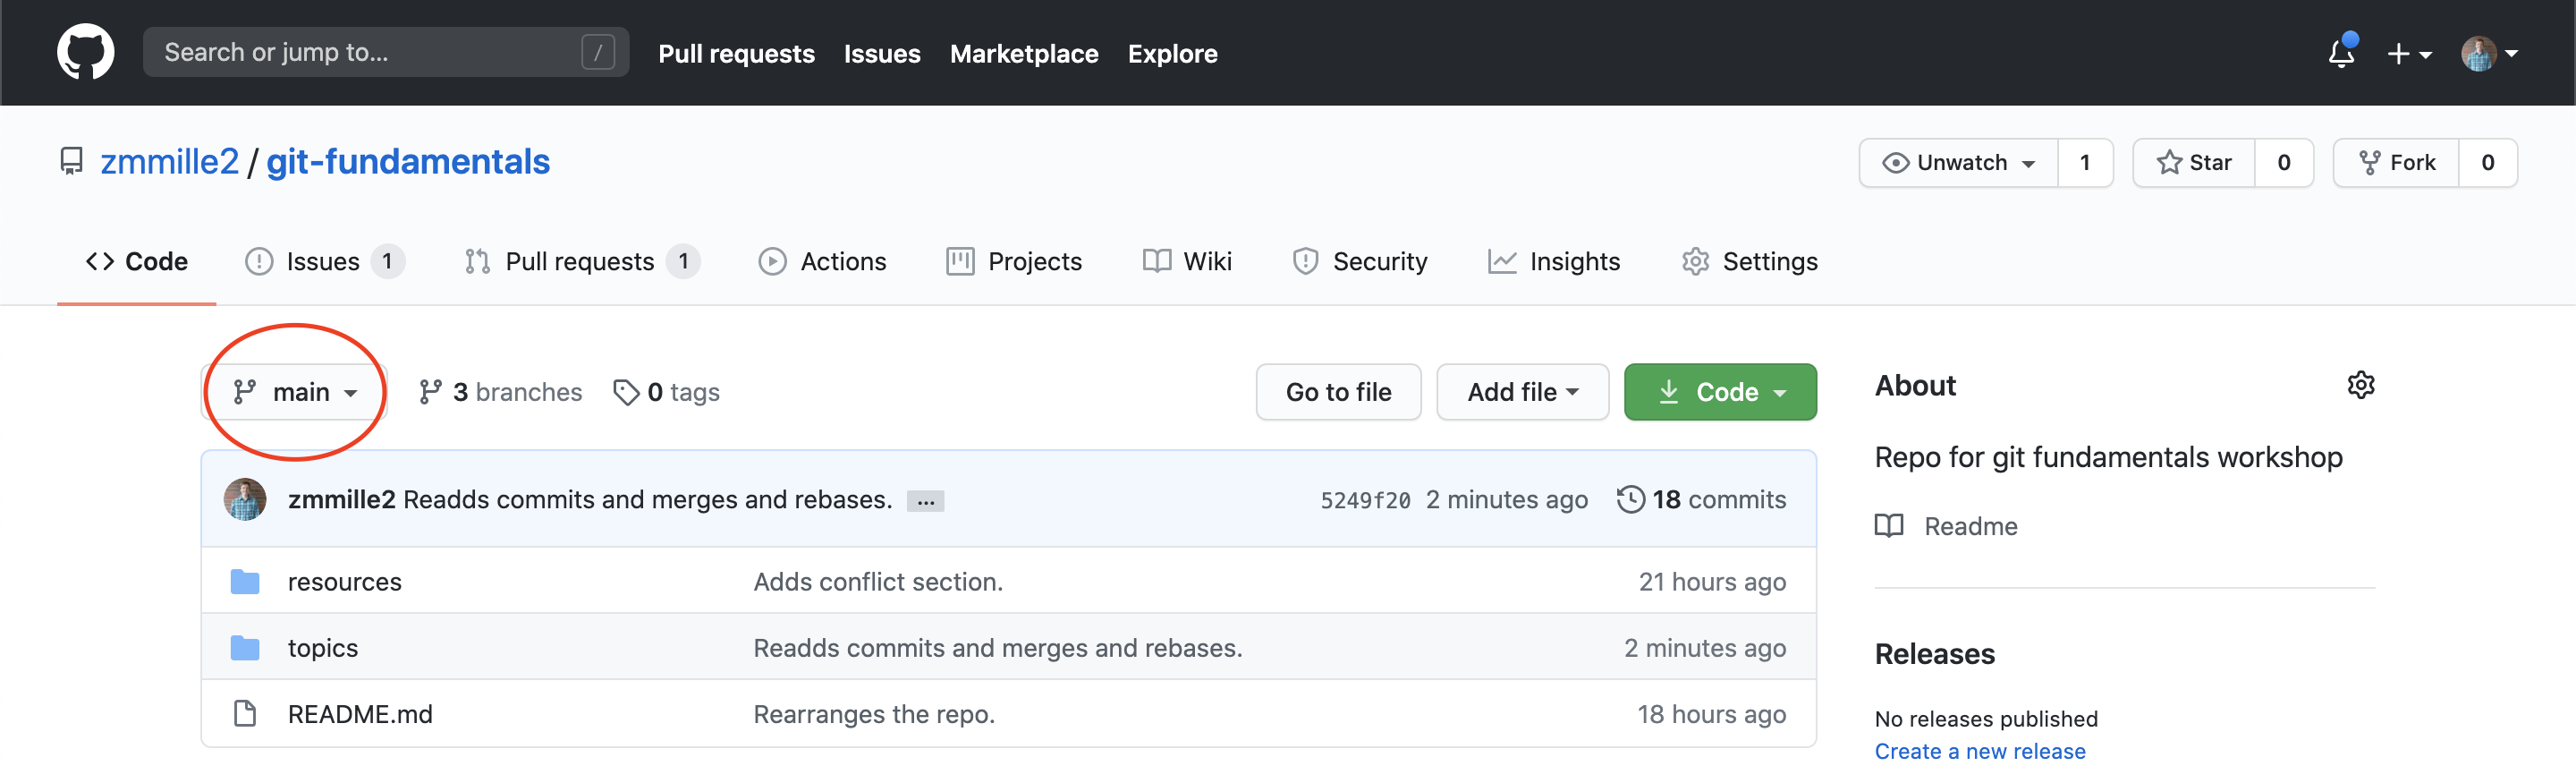 Search or jump to... / Pull requests Issues Marketplace Explore
zmmille2 / git-fundamentals Unwatch 1 Star 0 Fork 0
Code Issues 1 Pull requests 1 Actions Projects Wiki Security Insights Settings
main 3 branches 0 tags Go to file Add file Code
zmmille2 Readds commits and merges and rebases. ... 5249f20 2 minutes ago 18 commits
resources Adds conflict section. 21 hours ago
topics Readds commits and merges and rebases. 2 minutes ago
README.md Rearranges the repo. 18 hours ago
About
Repo for git fundamentals workshop
Readme
Releases
No releases published
Create a new release